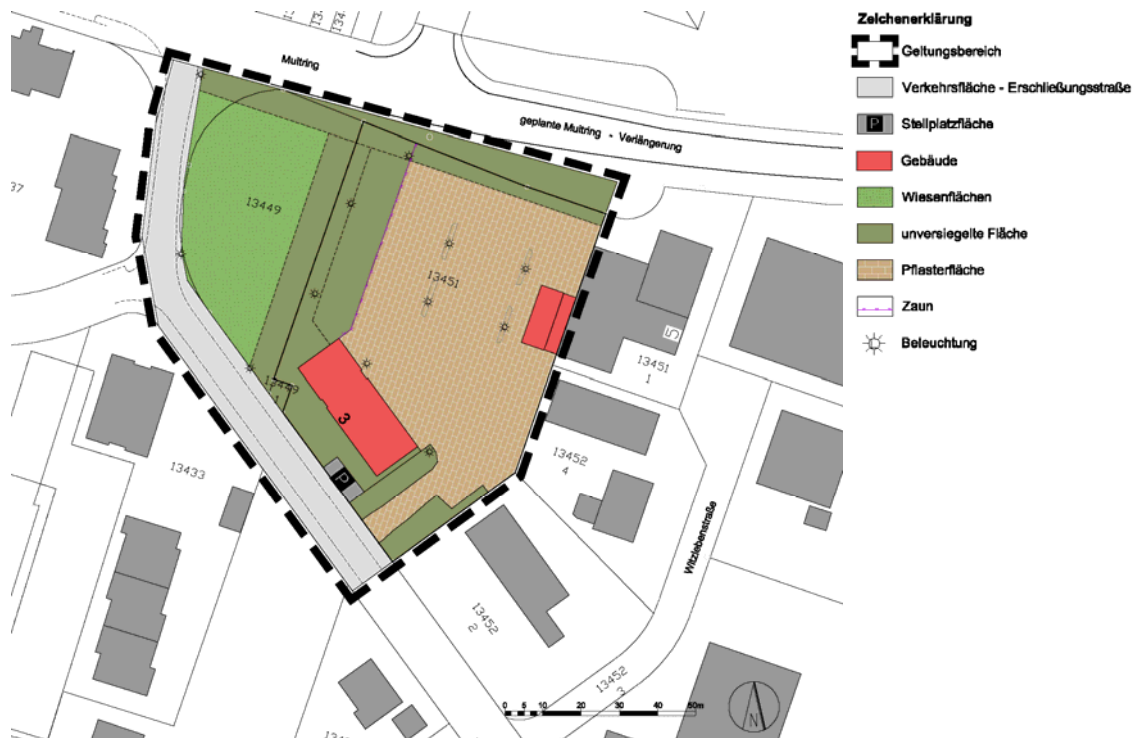 Zeichenerklärung
Geltungsbereich
Verkehrsfläche - Erschließungsstraße
P
Stellplatzfläche
Gebäude
Wiesenflächen
unversiegelte Fläche
Pflasterfläche
Zaun
Beleuchtung
Multring
geplante Multring - Verlängerung
37
13449
13451
5
13451
1
13449
1
3
13452
4
13433
P
Witzlebenstraße
13452
2
13452
3
0 5 10 20 30 40 50m
N